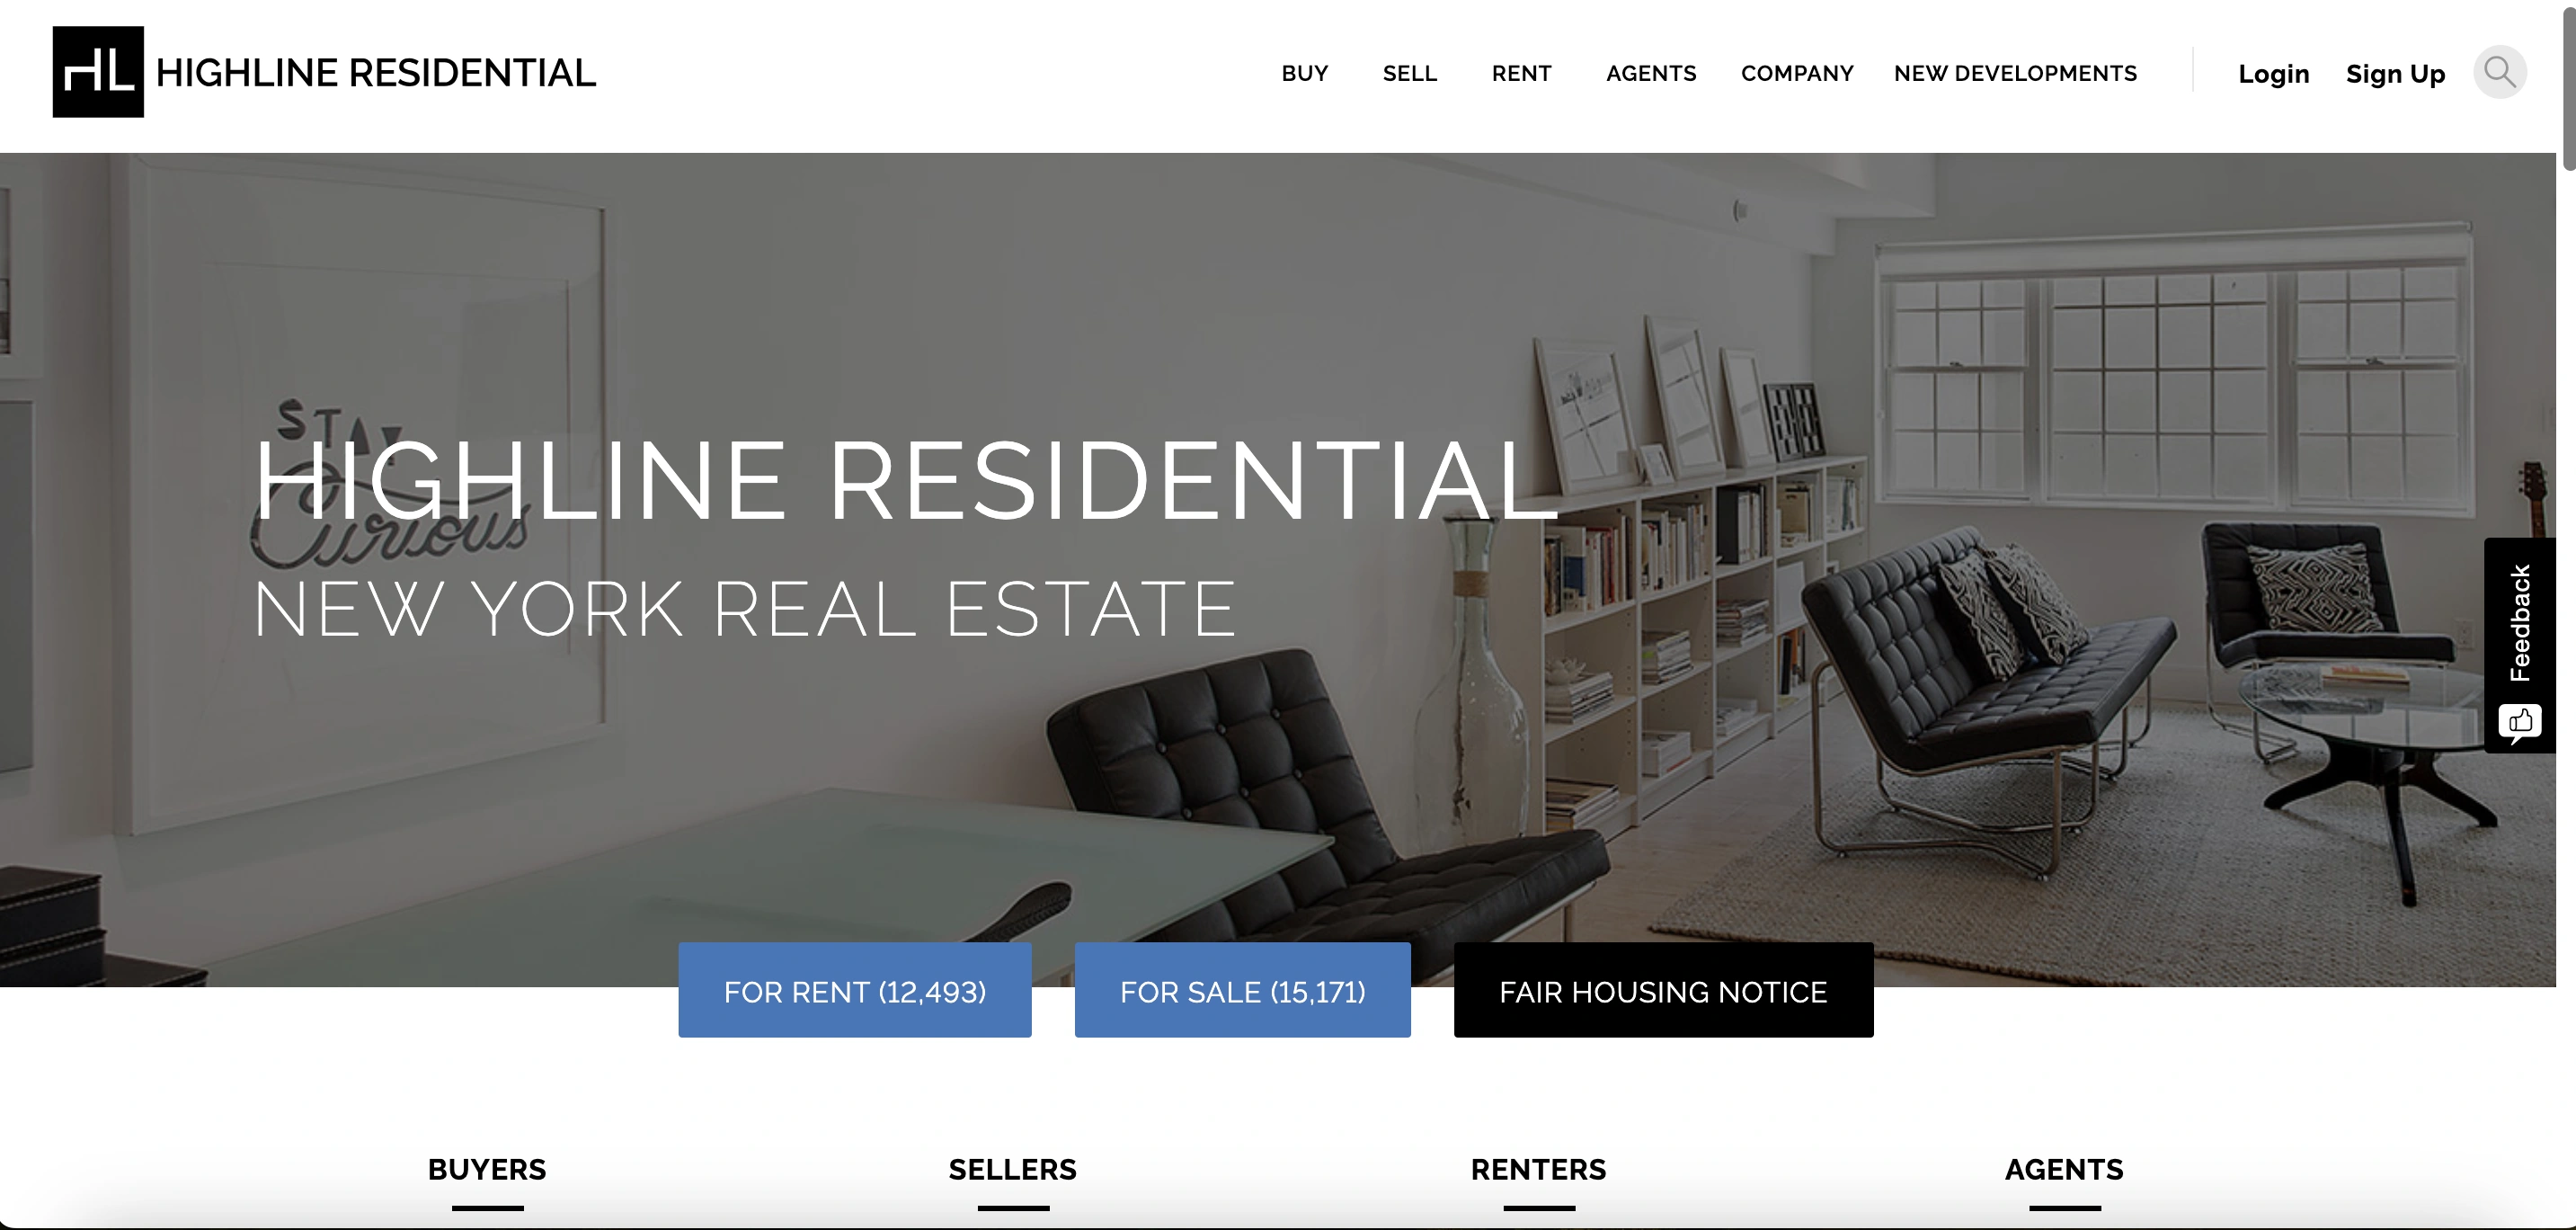 HL HIGHLINE RESIDENTIAL
BUY SELL RENT AGENTS COMPANY NEW DEVELOPMENTS Login Sign Up
STAY
Curious
HIGHLINE RESIDENTIAL
NEW YORK REAL ESTATE
Feedback
FOR RENT (12,493) FOR SALE (15,171) FAIR HOUSING NOTICE
BUYERS SELLERS RENTERS AGENTS